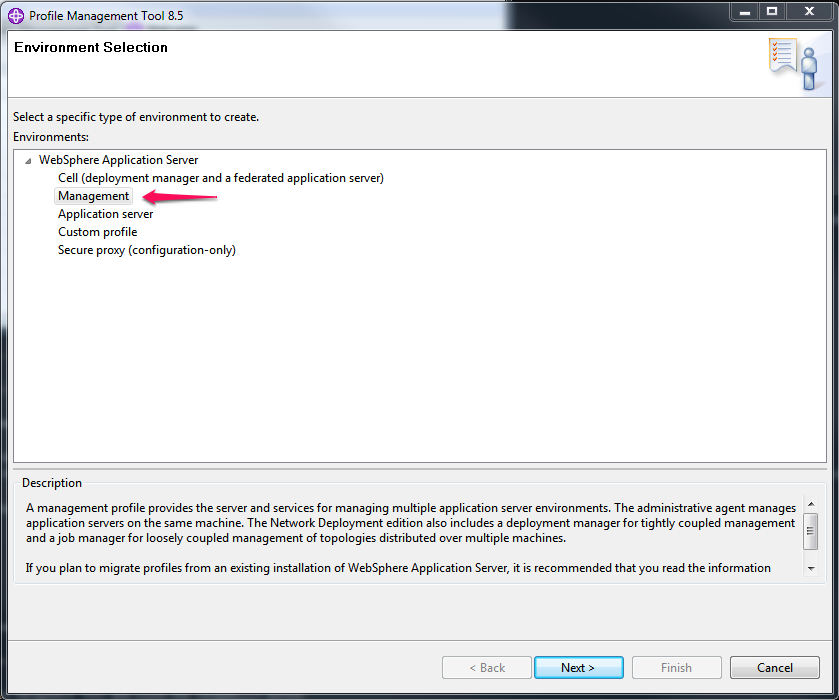 Profile Management Tool 8.5
Environment Selection
Select a specific type of environment to create.
Environments:
WebSphere Application Server
Cell (deployment manager and a federated application server)
Management
Application server
Custom profile
Secure proxy (configuration-only)
Description
A management profile provides the server and services for managing multiple application server environments. The administrative agent manages
application servers on the same machine. The Network Deployment edition also includes a deployment manager for tightly coupled management
and a job manager for loosely coupled management of topologies distributed over multiple machines.
If you plan to migrate profiles from an existing installation of WebSphere Application Server, it is recommended that you read the information
< Back
Next >
Finish
Cancel